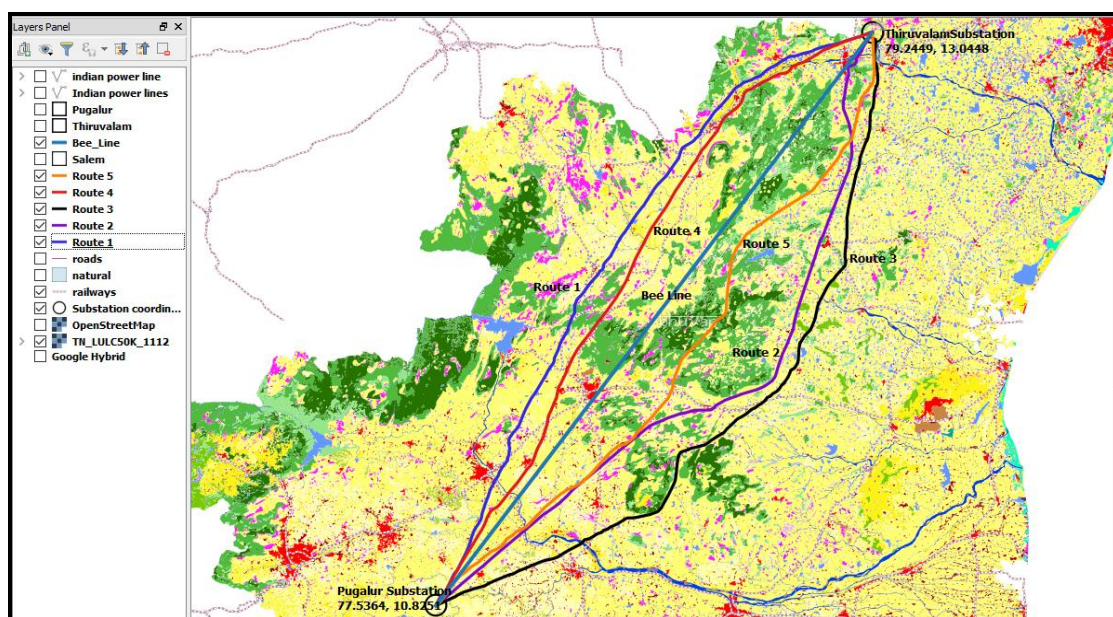 Layers Panel
indian power line
Indian power lines
Pugalur
Thiruvalam
Bee_Line
Salem
Route 5
Route 4
Route 3
Route 2
Route 1
roads
natural
railways
Substation coordin...
OpenStreetMap
TN_LULC50K_1112
Google Hybrid
ThiruvalamSubstation
79.2449, 13.0448
Route 4
Route 5
Route 3
Route 1
Bee Line
Route 2
Pugalur Substation
77.5364, 10.8251